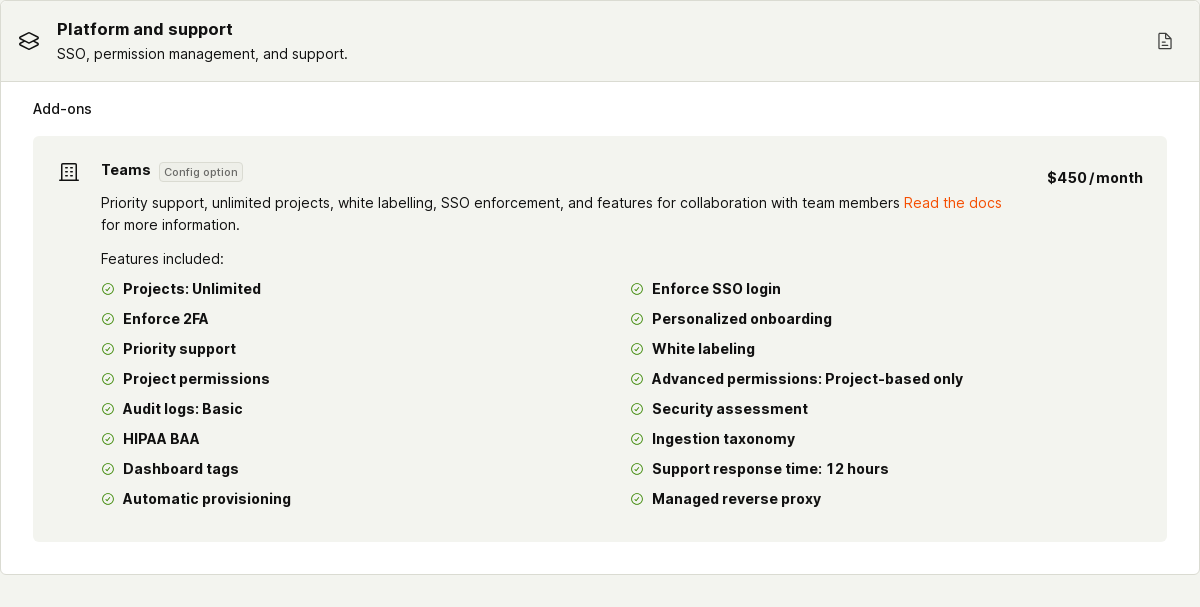 Platform and support
SSO, permission management, and support.
Add-ons
Teams Config option
$450 / month
Priority support, unlimited projects, white labelling, SSO enforcement, and features for collaboration with team members Read the docs
for more information.
Features included:
Projects: Unlimited
Enforce SSO login
Enforce 2FA
Personalized onboarding
Priority support
White labeling
Project permissions
Advanced permissions: Project-based only
Audit logs: Basic
Security assessment
HIPAA BAA
Ingestion taxonomy
Dashboard tags
Support response time: 12 hours
Automatic provisioning
Managed reverse proxy